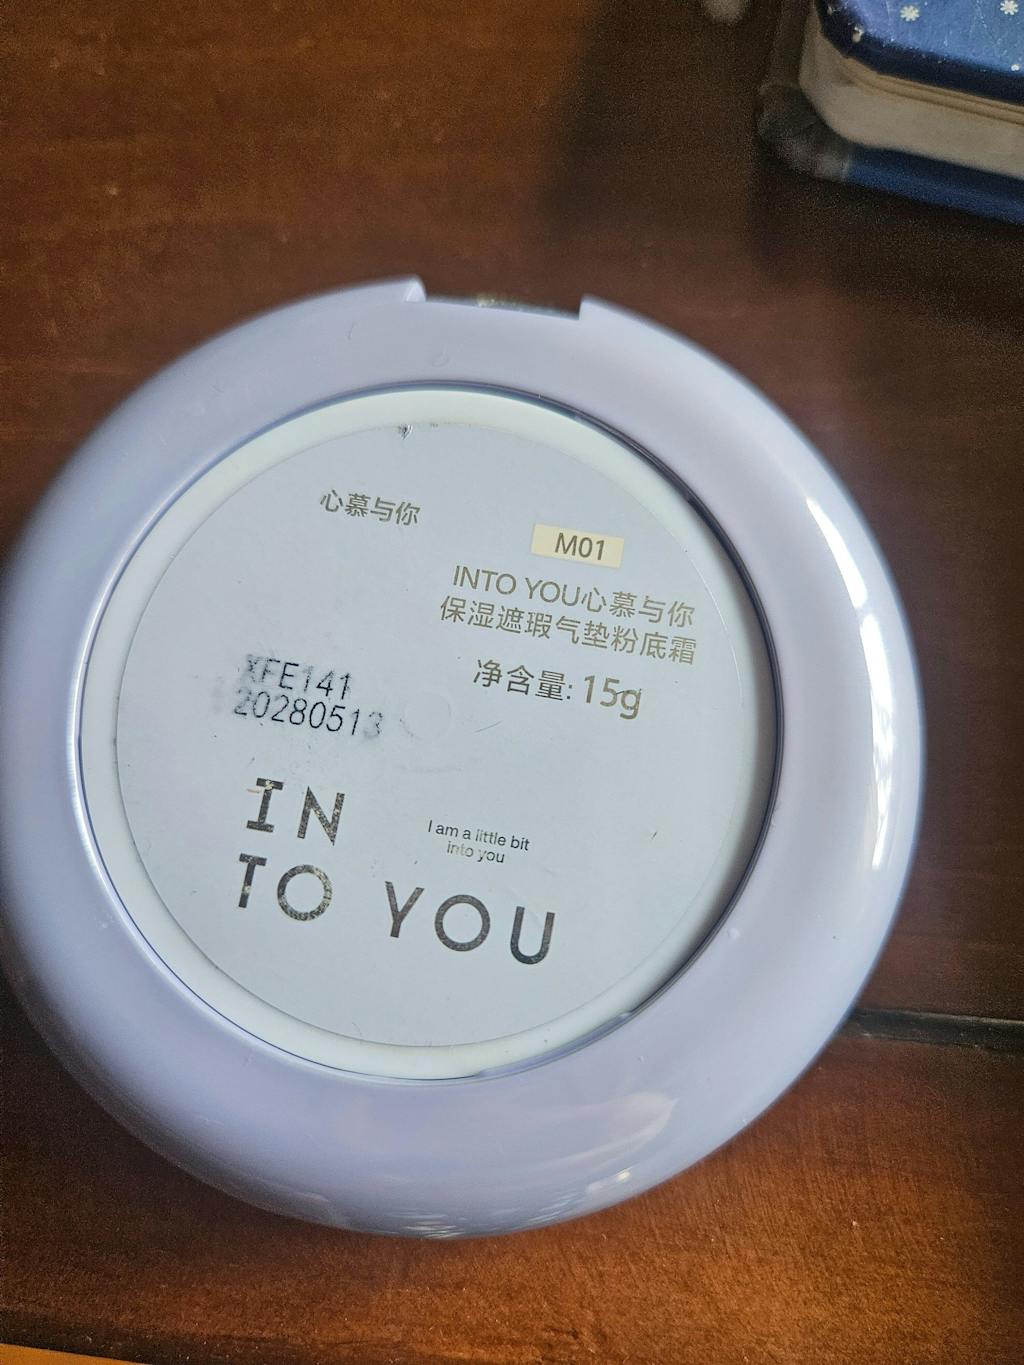 心慕与你
M01
INTO YOU心慕与你
保湿遮瑕气垫粉底霜
净含量: 15g
XFE141
20280513
IN
TO YOU
I am a little bit
into you